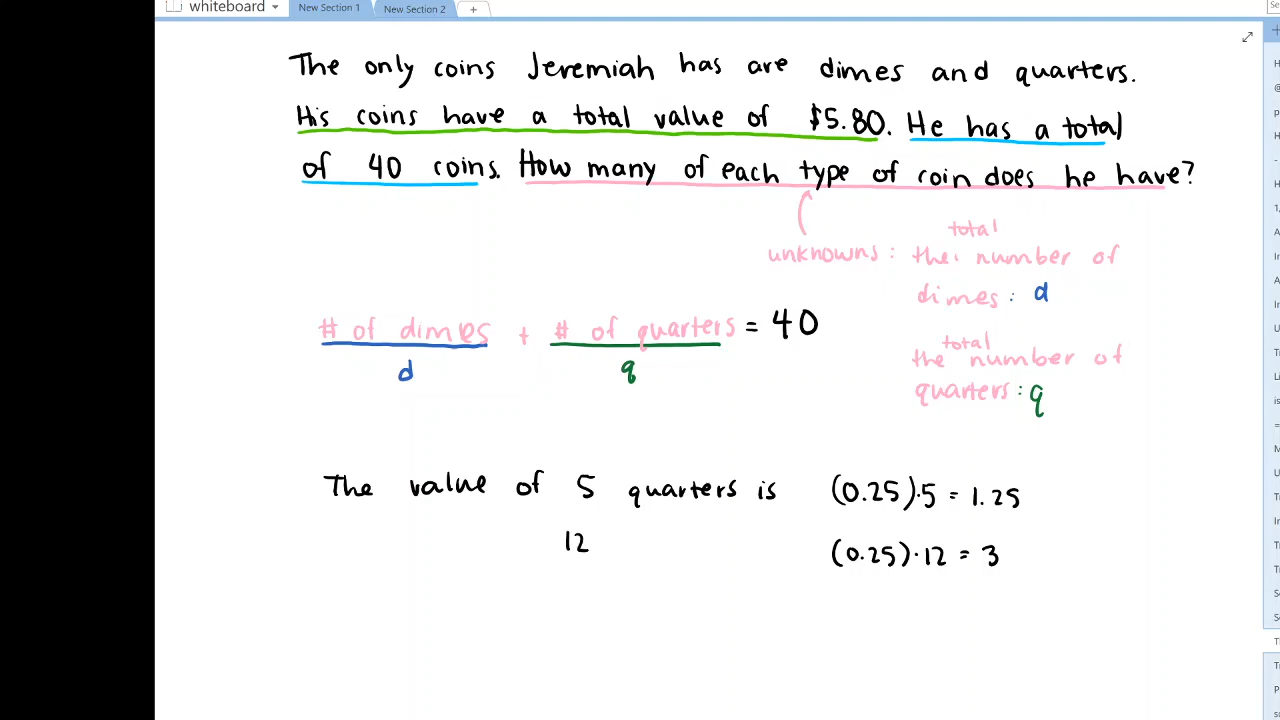 whiteboard New Section 1 New Section 2 +
The only coins Jeremiah has are dimes and quarters.
His coins have a total value of $5.80. He has a total
of 40 coins. How many of each type of coin does he have?
unknowns: the number of
total
dimes: d
# of dimes + # of quarters = 40
d q
total
the number of
quarters: q
The value of 5 quarters is (0.25)·5 = 1.25
12 (0.25)·12 = 3